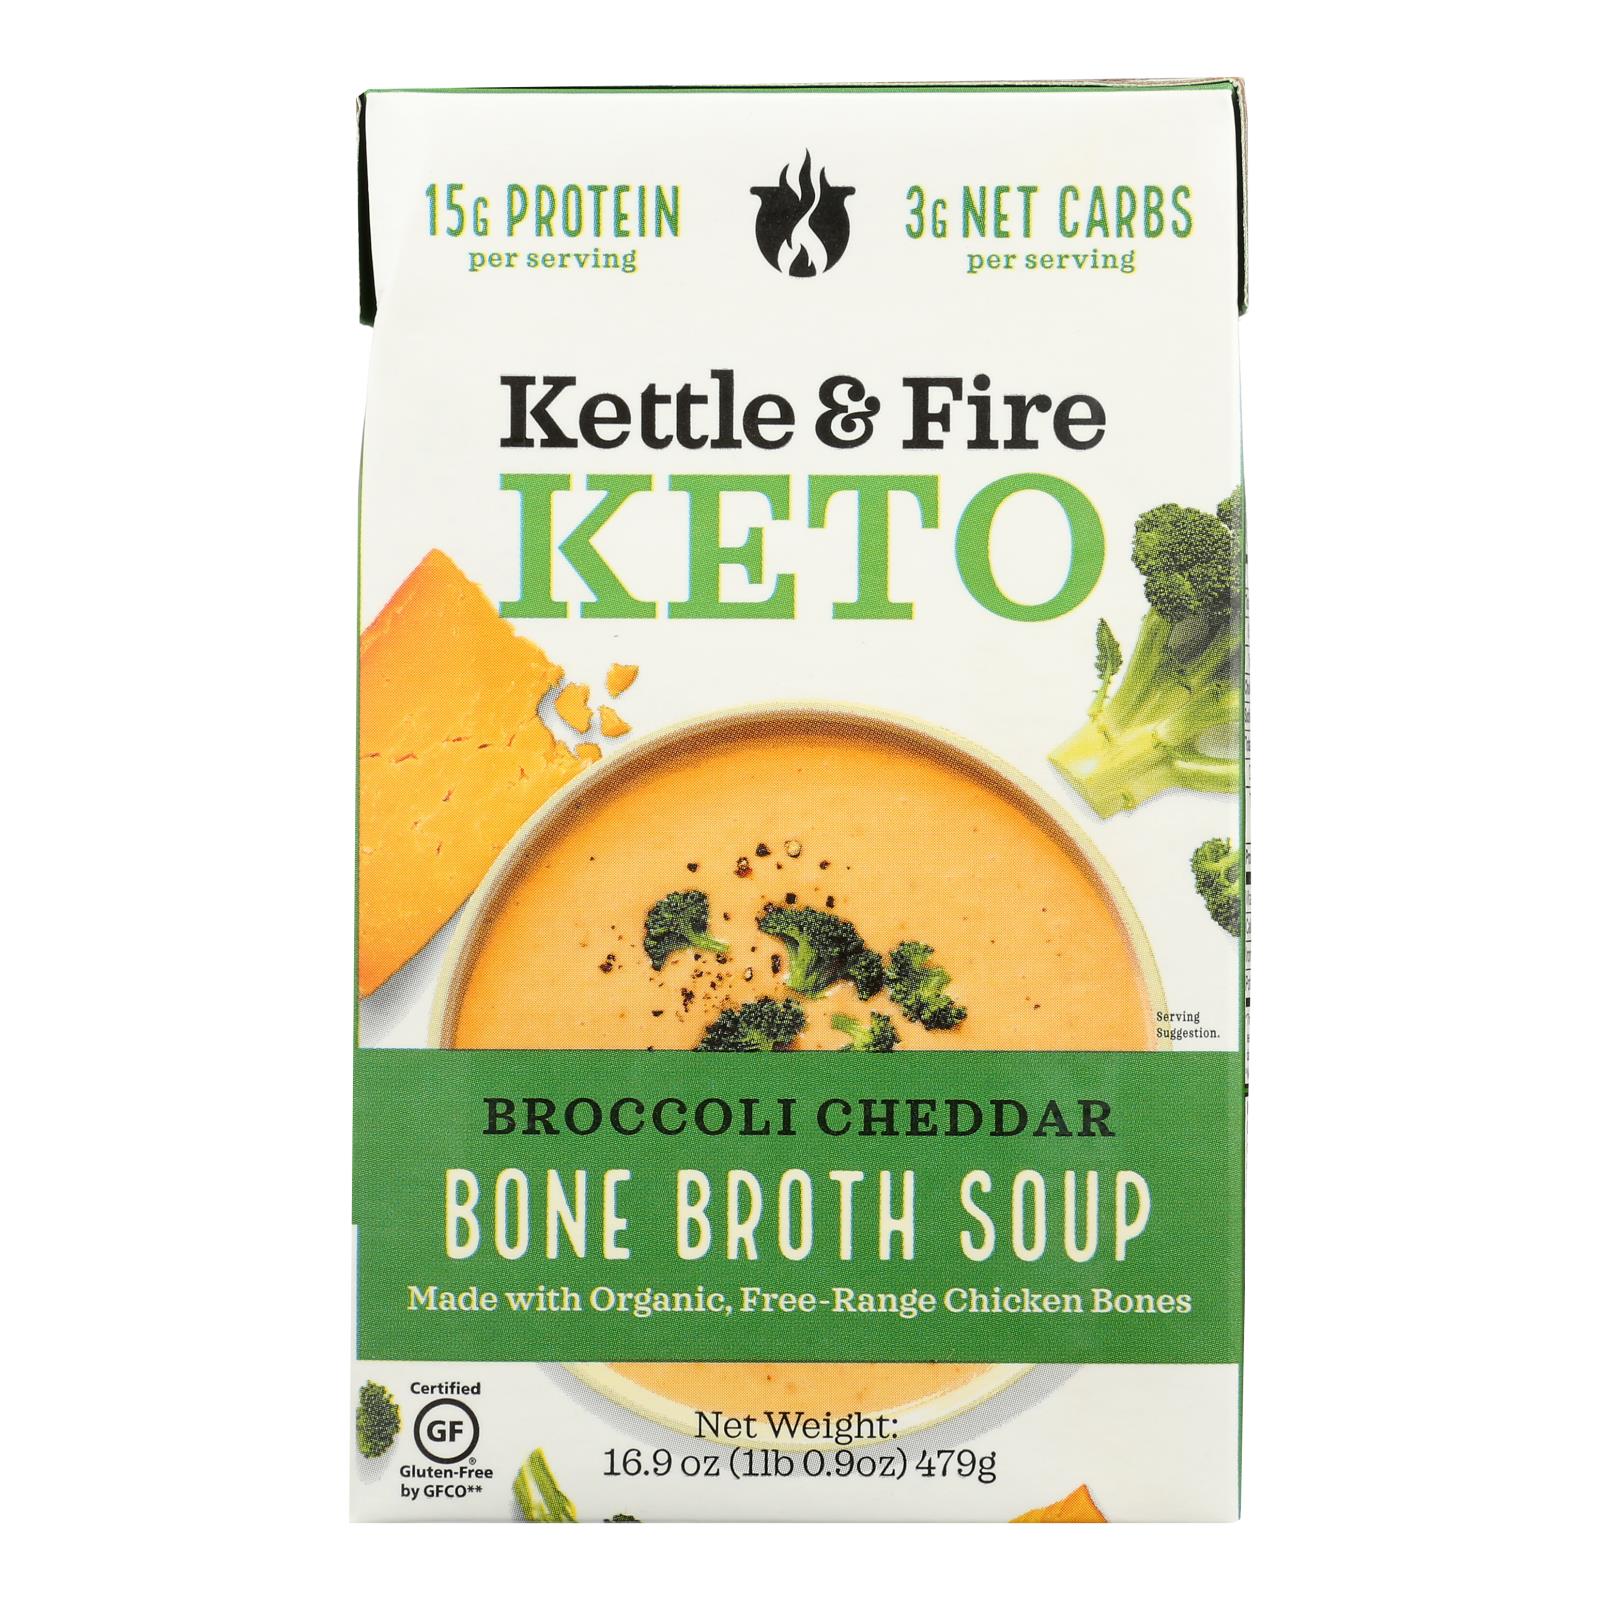 15G PROTEIN
per serving
3G NET CARBS
per serving
Kettle & Fire
KETO
Serving
Suggestion.
BROCCOLI CHEDDAR
BONE BROTH SOUP
Made with Organic, Free-Range Chicken Bones
Certified
GF®
Gluten-Free
by GFCO**
Net Weight:
16.9 oz (1lb 0.9oz) 479g